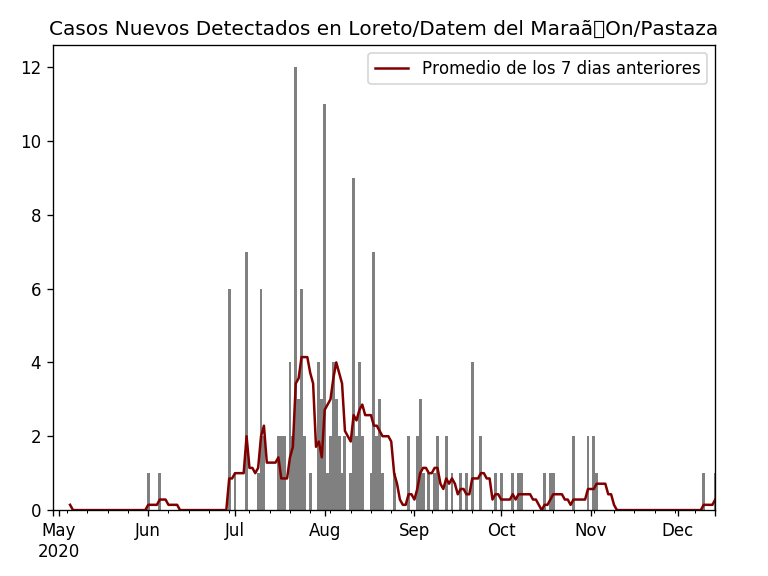 Casos Nuevos Detectados en Loreto/Datem del Maraã▯On/Pastaza
Promedio de los 7 dias anteriores
12
10
8
6
4
2
0
May Jun Jul Aug Sep Oct Nov Dec
2020